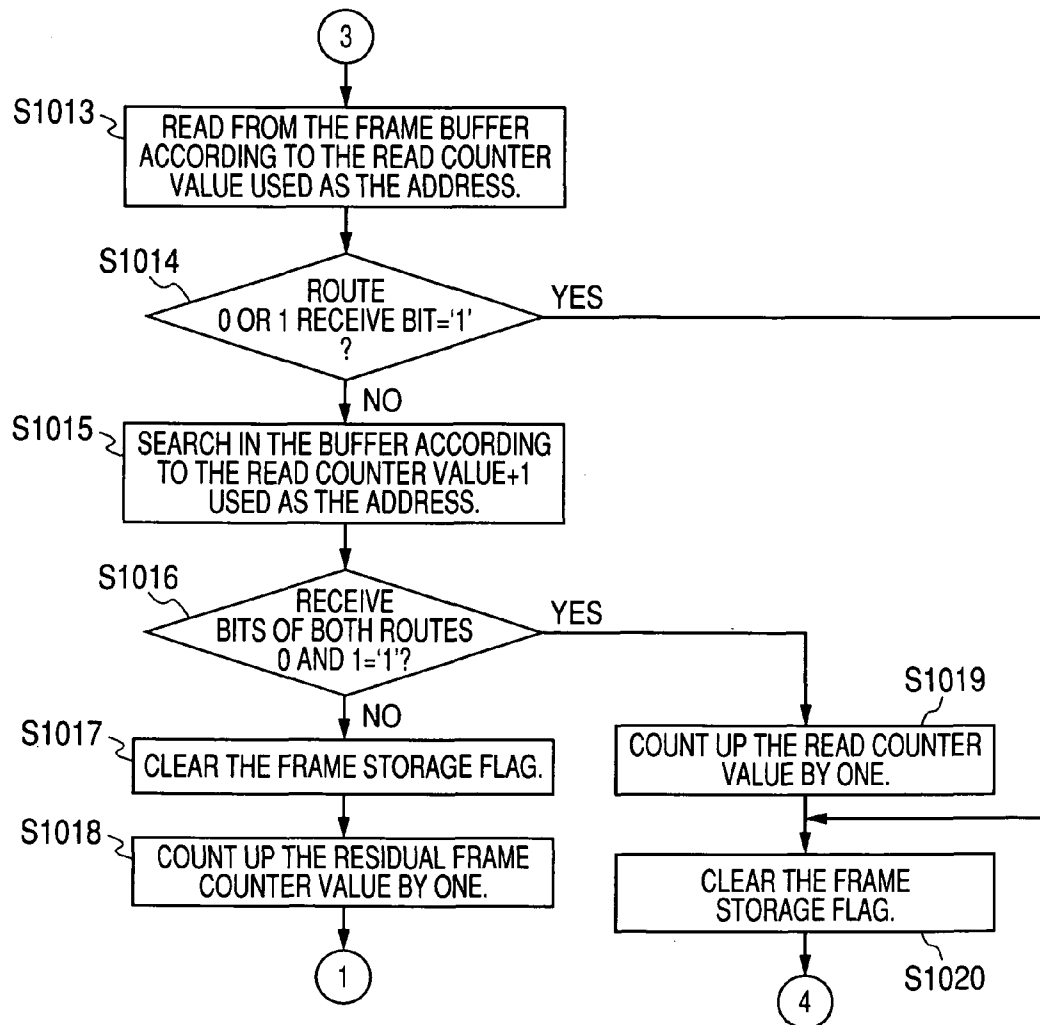 3
S1013
READ FROM THE FRAME BUFFER
ACCORDING TO THE READ COUNTER
VALUE USED AS THE ADDRESS.
S1014
ROUTE
0 OR 1 RECEIVE BIT=‘1’
?
YES
NO
S1015
SEARCH IN THE BUFFER ACCORDING
TO THE READ COUNTER VALUE+1
USED AS THE ADDRESS.
S1016
RECEIVE
BITS OF BOTH ROUTES
0 AND 1=‘1’?
YES
NO
S1017
CLEAR THE FRAME STORAGE FLAG.
S1018
COUNT UP THE RESIDUAL FRAME
COUNTER VALUE BY ONE.
1
S1019
COUNT UP THE READ COUNTER
VALUE BY ONE.
CLEAR THE FRAME
STORAGE FLAG.
S1020
4